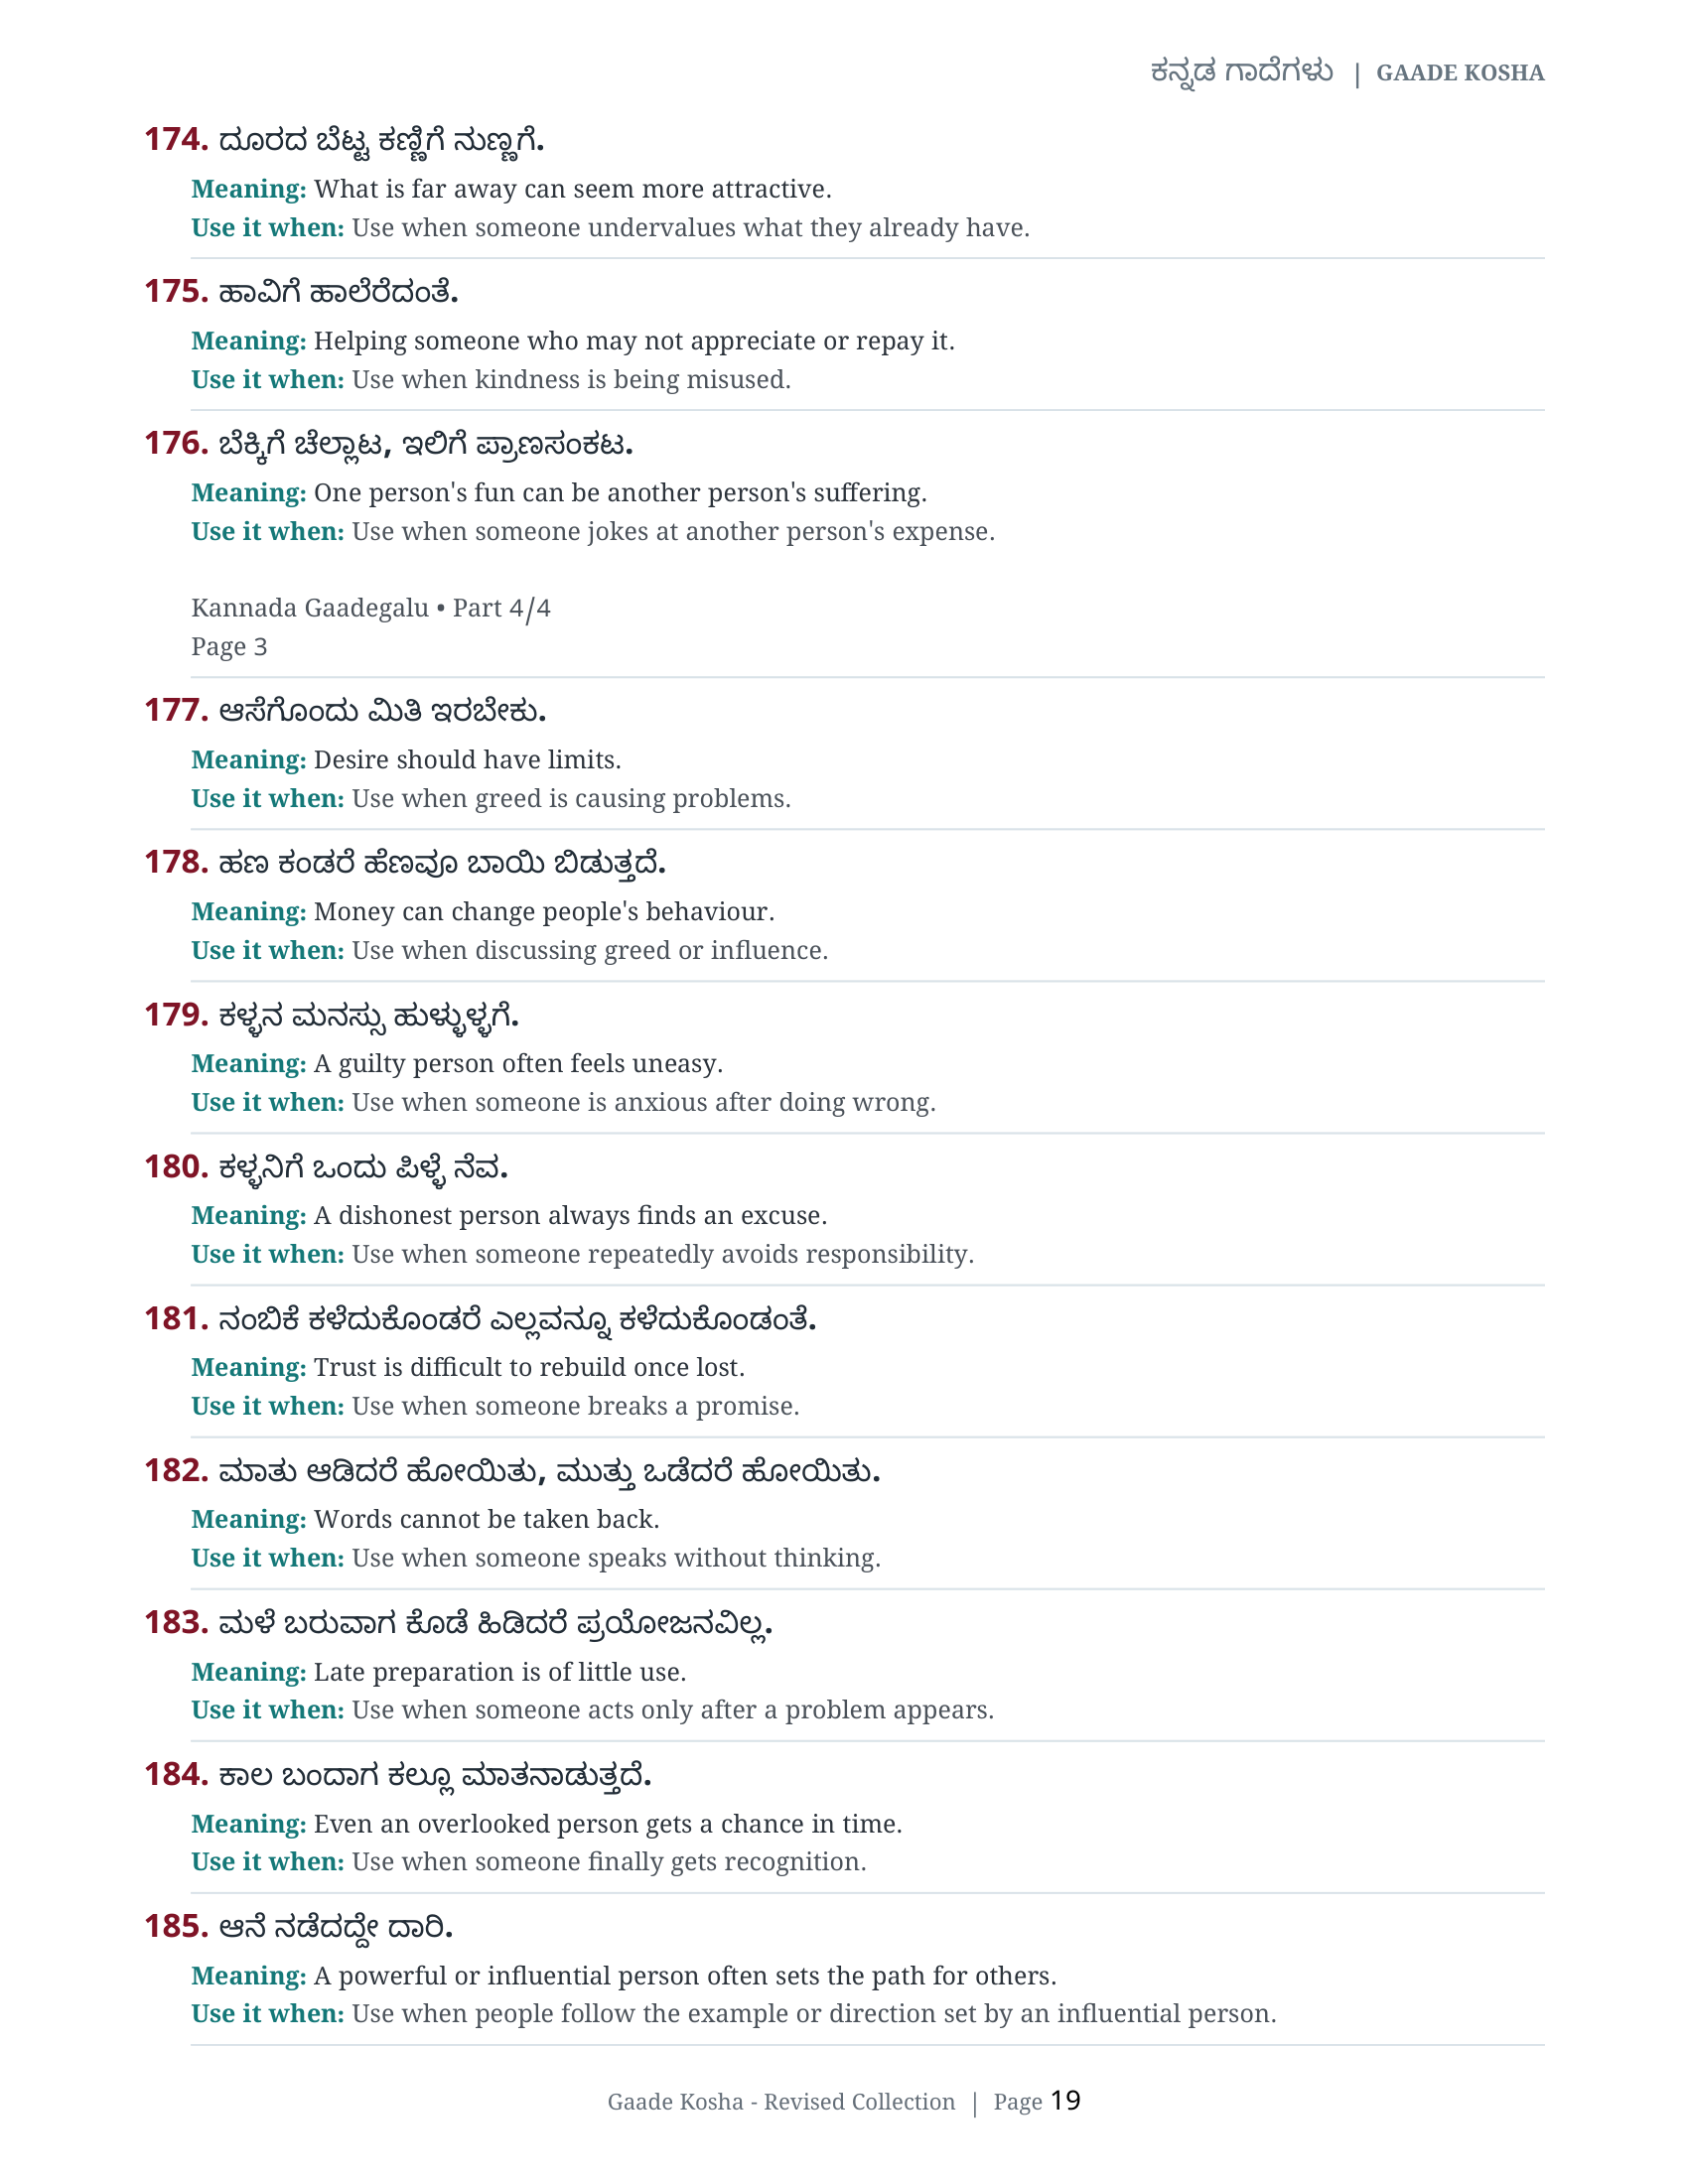 ಕನ್ನಡ ಗಾದೆಗಳು | GAADE KOSHA
174. ದೂರದ ಬೆಟ್ಟ ಕಣ್ಣಿಗೆ ನುಣ್ಣಗೆ.
Meaning: What is far away can seem more attractive.
Use it when: Use when someone undervalues what they already have.
175. ಹಾವಿಗೆ ಹಾಲೆರೆದಂತೆ.
Meaning: Helping someone who may not appreciate or repay it.
Use it when: Use when kindness is being misused.
176. ಬೆಕ್ಕಿಗೆ ಚೆಲ್ಲಾಟ, ಇಲಿಗೆ ಪ್ರಾಣಸಂಕಟ.
Meaning: One person's fun can be another person's suffering.
Use it when: Use when someone jokes at another person's expense.
Kannada Gaadegalu • Part 4/4
Page 3
177. ಆಸೆಗೊಂದು ಮಿತಿ ಇರಬೇಕು.
Meaning: Desire should have limits.
Use it when: Use when greed is causing problems.
178. ಹಣ ಕಂಡರೆ ಹೆಣವೂ ಬಾಯಿ ಬಿಡುತ್ತದೆ.
Meaning: Money can change people's behaviour.
Use it when: Use when discussing greed or influence.
179. ಕಳ್ಳನ ಮನಸ್ಸು ಹುಳ್ಳುಳ್ಳಗೆ.
Meaning: A guilty person often feels uneasy.
Use it when: Use when someone is anxious after doing wrong.
180. ಕಳ್ಳನಿಗೆ ಒಂದು ಪಿಳ್ಳೆ ನೆವ.
Meaning: A dishonest person always finds an excuse.
Use it when: Use when someone repeatedly avoids responsibility.
181. ನಂಬಿಕೆ ಕಳೆದುಕೊಂಡರೆ ಎಲ್ಲವನ್ನೂ ಕಳೆದುಕೊಂಡಂತೆ.
Meaning: Trust is difficult to rebuild once lost.
Use it when: Use when someone breaks a promise.
182. ಮಾತು ಆಡಿದರೆ ಹೋಯಿತು, ಮುತ್ತು ಒಡೆದರೆ ಹೋಯಿತು.
Meaning: Words cannot be taken back.
Use it when: Use when someone speaks without thinking.
183. ಮಳೆ ಬರುವಾಗ ಕೊಡೆ ಹಿಡಿದರೆ ಪ್ರಯೋಜನವಿಲ್ಲ.
Meaning: Late preparation is of little use.
Use it when: Use when someone acts only after a problem appears.
184. ಕಾಲ ಬಂದಾಗ ಕಲ್ಲೂ ಮಾತನಾಡುತ್ತದೆ.
Meaning: Even an overlooked person gets a chance in time.
Use it when: Use when someone finally gets recognition.
185. ಆನೆ ನಡೆದದ್ದೇ ದಾರಿ.
Meaning: A powerful or influential person often sets the path for others.
Use it when: Use when people follow the example or direction set by an influential person.
Gaade Kosha - Revised Collection | Page 19